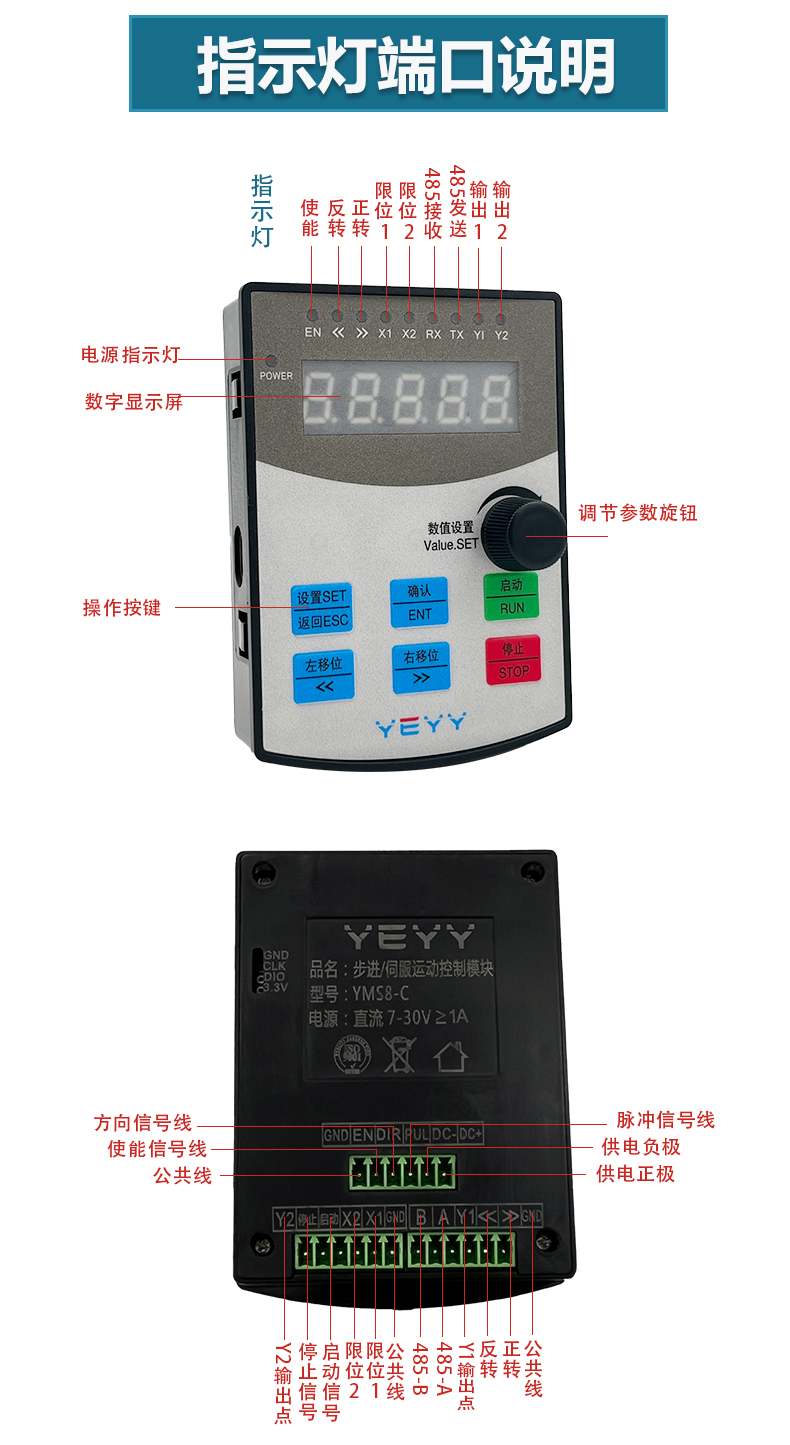 指示灯端口说明
指示灯
使能
反转
正转
限位1
限位2
485接收
485发送
输出1
输出2
EN << >> X1 X2 RX TX Y1 Y2
电源指示灯
POWER
数字显示屏
8.8.8.8.8.
调节参数旋钮
数值设置
Value.SET
操作按键
设置SET
返回ESC
确认
ENT
启动
RUN
左移位
<<
右移位
>>
停止
STOP
YEYY
YEYY
GND
CLK
DIO
3.3V
品名：步进/伺服运动控制模块
型号：YMS8-C
电源：直流 7-30V≥1A
ISO
9001
方向信号线
使能信号线
公共线
脉冲信号线
供电负极
供电正极
GND EN DIR PUL DC- DC+
Y2 停止 启动 X2 X1 GND B A Y1 << >> GND
Y2输出点
停止信号
启动信号
限位2
限位1
公共线
485-B
485-A
Y1输出点
反转
正转
公共线